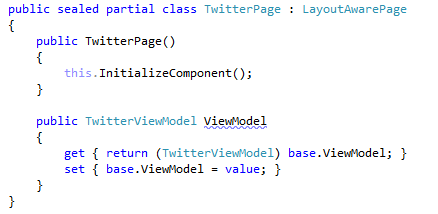 public sealed partial class TwitterPage : LayoutAwarePage
{
    public TwitterPage()
    {
        this.InitializeComponent();
    }

    public TwitterViewModel ViewModel
    {
        get { return (TwitterViewModel) base.ViewModel; }
        set { base.ViewModel = value; }
    }
}